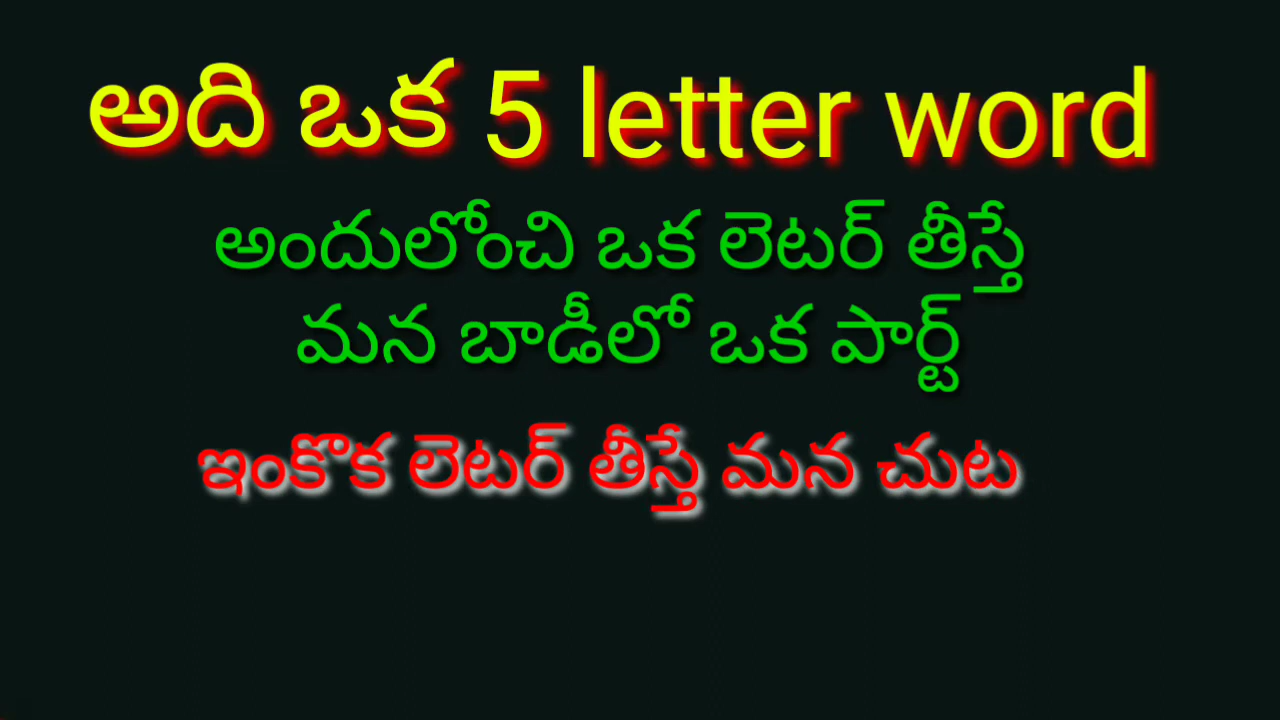 అది ఒక 5 letter word
అందులోంచి ఒక లెటర్ తీస్తే
మన బాడీలో ఒక పార్ట్
ఇంకొక లెటర్ తీస్తే మన చుట